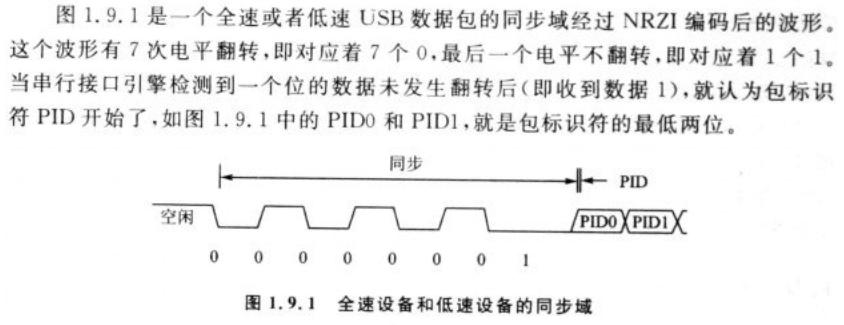 图 1.9.1 是一个全速或者低速 USB 数据包的同步域经过 NRZI 编码后的波形。
这个波形有 7 次电平翻转,即对应着 7 个 0,最后一个电平不翻转,即对应着 1 个 1。
当串行接口引擎检测到一个位的数据未发生翻转后(即收到数据 1),就认为包标识
符 PID 开始了,如图 1.9.1 中的 PID0 和 PID1,就是包标识符的最低两位。
同步
PID
空闲
PID0 PID1
0 0 0 0 0 0 0 1
图 1.9.1 全速设备和低速设备的同步域